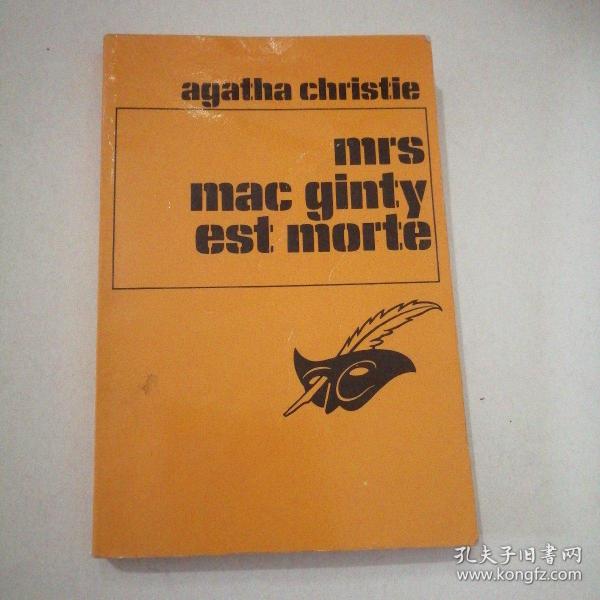 agatha christie
mrs
mac ginty
est morte
孔夫子旧書网
www.kongfz.com